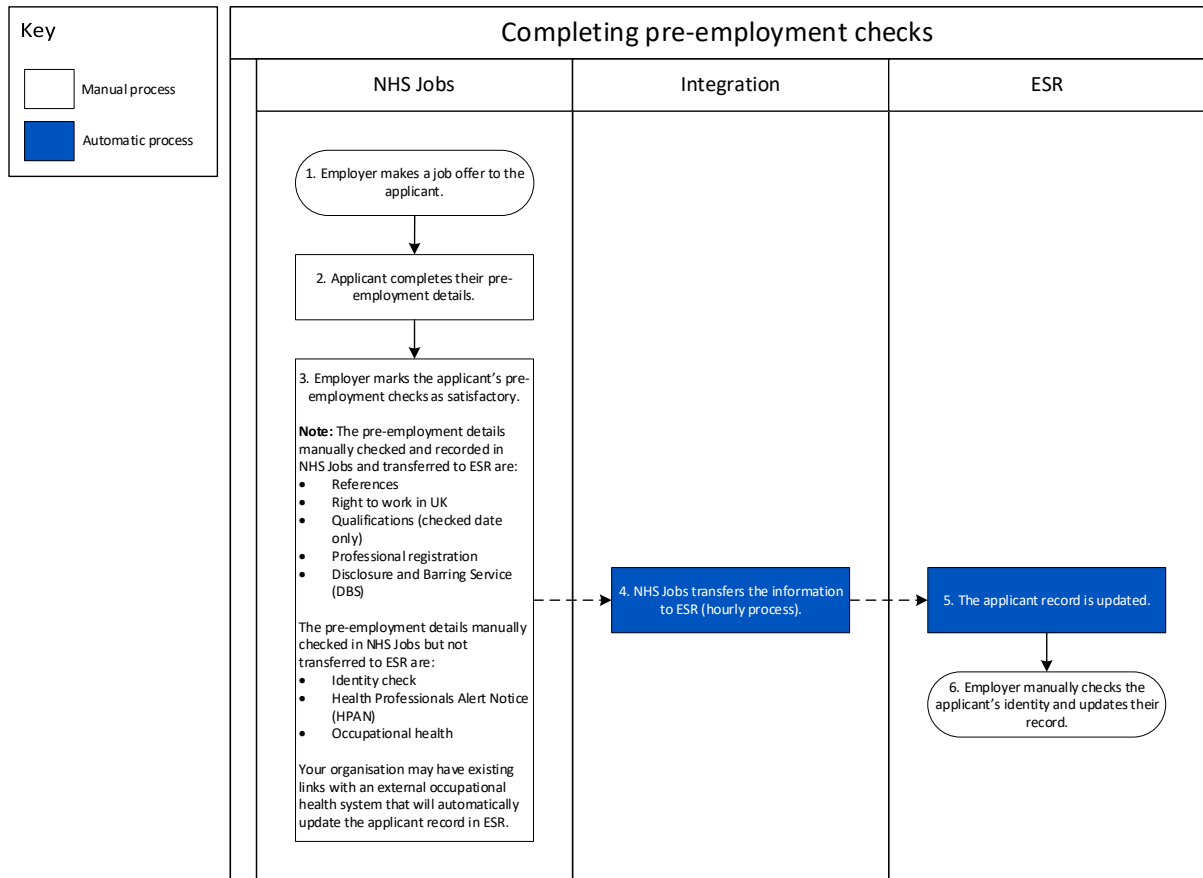 Key
Manual process
Automatic process
Completing pre-employment checks
NHS Jobs
Integration
ESR
1. Employer makes a job offer to the
applicant.
2. Applicant completes their pre-
employment details.
3. Employer marks the applicant’s pre-
employment checks as satisfactory.
Note: The pre-employment details
manually checked and recorded in
NHS Jobs and transferred to ESR are:
• References
• Right to work in UK
• Qualifications (checked date
only)
• Professional registration
• Disclosure and Barring Service
(DBS)
The pre-employment details manually
checked in NHS Jobs but not
transferred to ESR are:
• Identity check
• Health Professionals Alert Notice
(HPAN)
• Occupational health
Your organisation may have existing
links with an external occupational
health system that will automatically
update the applicant record in ESR.
4. NHS Jobs transfers the information
to ESR (hourly process).
5. The applicant record is updated.
6. Employer manually checks the
applicant’s identity and updates their
record.